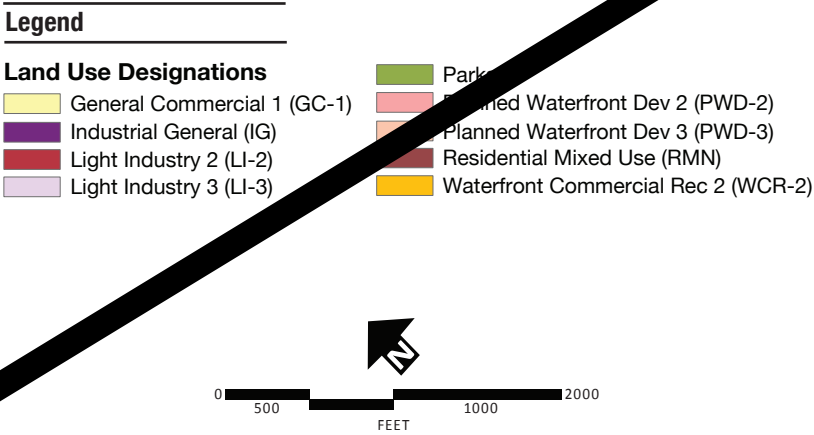 Legend
Land Use Designations
General Commercial 1 (GC-1)
Industrial General (IG)
Light Industry 2 (LI-2)
Light Industry 3 (LI-3)
Waterfront Dev 2 (PWD-2)
Planned Waterfront Dev 3 (PWD-3)
Residential Mixed Use (RMN)
Waterfront Commercial Rec 2 (WCR-2)
N
0 2000
500 1000
FEET